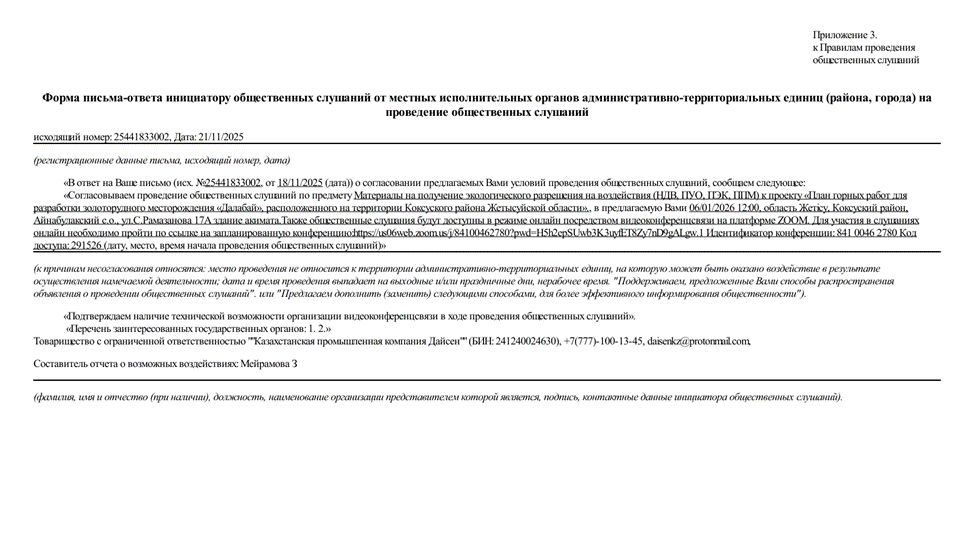 Приложение 3.
к Правилам проведения
общественных слушаний
Форма письма-ответа инициатору общественных слушаний от местных исполнительных органов административно-территориальных единиц (района, города) на
проведение общественных слушаний
исходящий номер: 25441833002, Дата: 21/11/2025
(регистрационные данные письма, исходящий номер, дата)
«В ответ на Ваше письмо (исх. №25441833002, от 18/11/2025 (дата)) о согласовании предлагаемых Вами условий проведения общественных слушаний, сообщаем следующее:
«Согласовываем проведение общественных слушаний по предмету Материалы на получение экологического разрешения на воздействия (НДВ, ПУО, ПЭК, ППМ) к проекту «План горных работ для
разработки золоторудного месторождения «Далабай», расположенного на территории Коксуского района Жетысуйской области»., в предлагаемую Вами 06/01/2026 12:00, область Жетісу, Коксуский район,
Айнабулакский с.о., ул.С.Рамазанова 17А здание акимата.Также общественные слушания будут доступны в режиме онлайн посредством видеоконференцсвязи на платформе ZOOM. Для участия в слушаниях
онлайн необходимо пройти по ссылке на запланированную конференцию:https://us06web.zoom.us/j/84100462780?pwd=H5h2epSUwb3K3uyfET8Zy7nD9gALgw.1 Идентификатор конференции: 841 0046 2780 Код
доступа: 291526 (дату, место, время начала проведения общественных слушаний)»
(к причинам несогласования относятся: место проведения не относится к территории административно-территориальных единиц, на которую может быть оказано воздействие в результате
осуществления намечаемой деятельности; дата и время проведения выпадает на выходные и/или праздничные дни, нерабочее время. "Поддерживаем, предложенные Вами способы распространения
объявления о проведении общественных слушаний". или "Предлагаем дополнить (заменить) следующими способами, для более эффективного информирования общественности").
«Подтверждаем наличие технической возможности организации видеоконференцсвязи в ходе проведения общественных слушаний».
«Перечень заинтересованных государственных органов: 1. 2.»
Товарищество с ограниченной ответственностью ""Казахстанская промышленная компания Дайсен"" (БИН: 241240024630), +7(777)-100-13-45, daisenkz@protonmail.com,
Составитель отчета о возможных воздействиях: Мейрамова З
(фамилия, имя и отчество (при наличии), должность, наименование организации представителем которой является, подпись, контактные данные инициатора общественных слушаний).